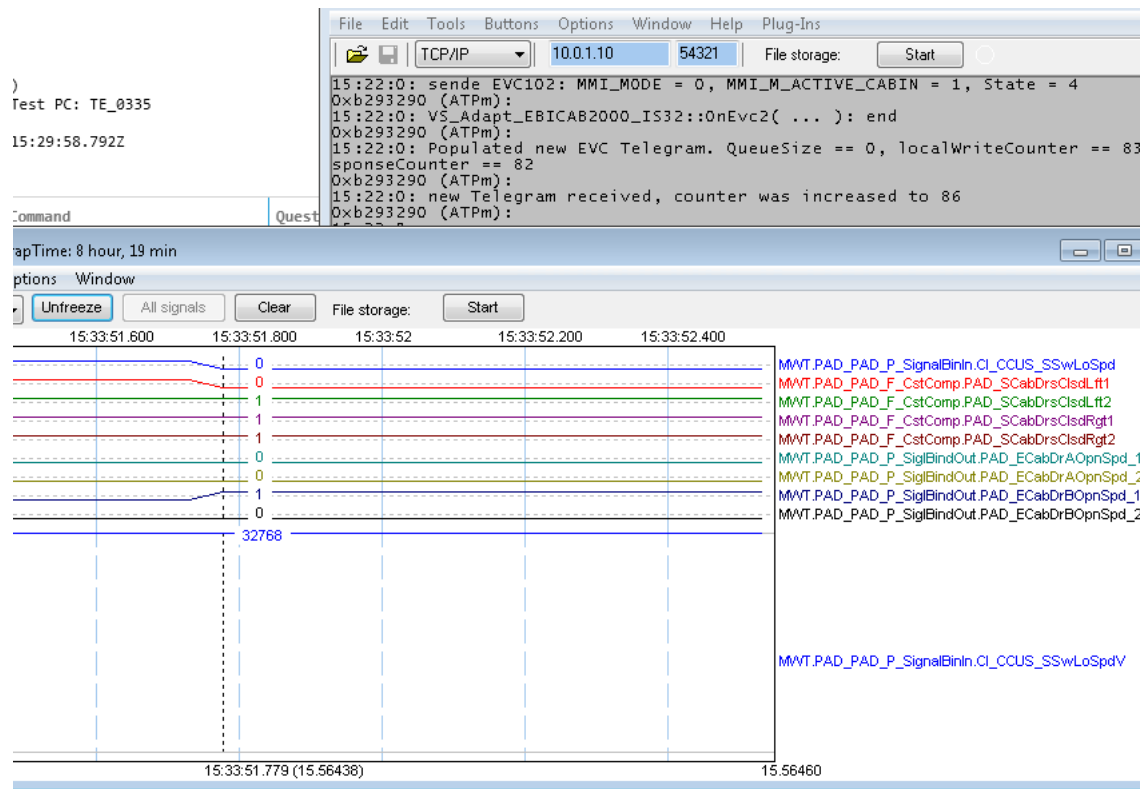 File Edit Tools Buttons Options Window Help Plug-Ins
TCP/IP 10.0.1.10 54321 File storage: Start
)
Test PC: TE_0335
15:29:58.792Z
Command Quest
15:22:0: sende EVC102: MMI_MODE = 0, MMI_M_ACTIVE_CABIN = 1, State = 4
0xb293290 (ATPm):
15:22:0: VS_Adapt_EBICAB2000_IS32::OnEvc2( ... ): end
0xb293290 (ATPm):
15:22:0: Populated new EVC Telegram. QueueSize == 0, localWriteCounter == 83
sponseCounter == 82
0xb293290 (ATPm):
15:22:0: new Telegram received, counter was increased to 86
0xb293290 (ATPm):
rapTime: 8 hour, 19 min
ptions Window
Unfreeze All signals Clear File storage: Start
15:33:51.600 15:33:51.800 15:33:52 15:33:52.200 15:33:52.400
0 MWT.PAD_PAD_P_SignalBinIn.CI_CCUS_SSwLoSpd
0 MWT.PAD_PAD_F_CstComp.PAD_SCabDrsClsdLft1
1 MWT.PAD_PAD_F_CstComp.PAD_SCabDrsClsdLft2
1 MWT.PAD_PAD_F_CstComp.PAD_SCabDrsClsdRgt1
1 MWT.PAD_PAD_F_CstComp.PAD_SCabDrsClsdRgt2
0 MWT.PAD_PAD_P_SiglBindOut.PAD_ECabDrAOpnSpd_1
0 MWT.PAD_PAD_P_SiglBindOut.PAD_ECabDrAOpnSpd_2
1 MWT.PAD_PAD_P_SiglBindOut.PAD_ECabDrBOpnSpd_1
0 MWT.PAD_PAD_P_SiglBindOut.PAD_ECabDrBOpnSpd_2
32768
MWT.PAD_PAD_P_SignalBinIn.CI_CCUS_SSwLoSpdV
15:33:51.779 (15.56438) 15.56460